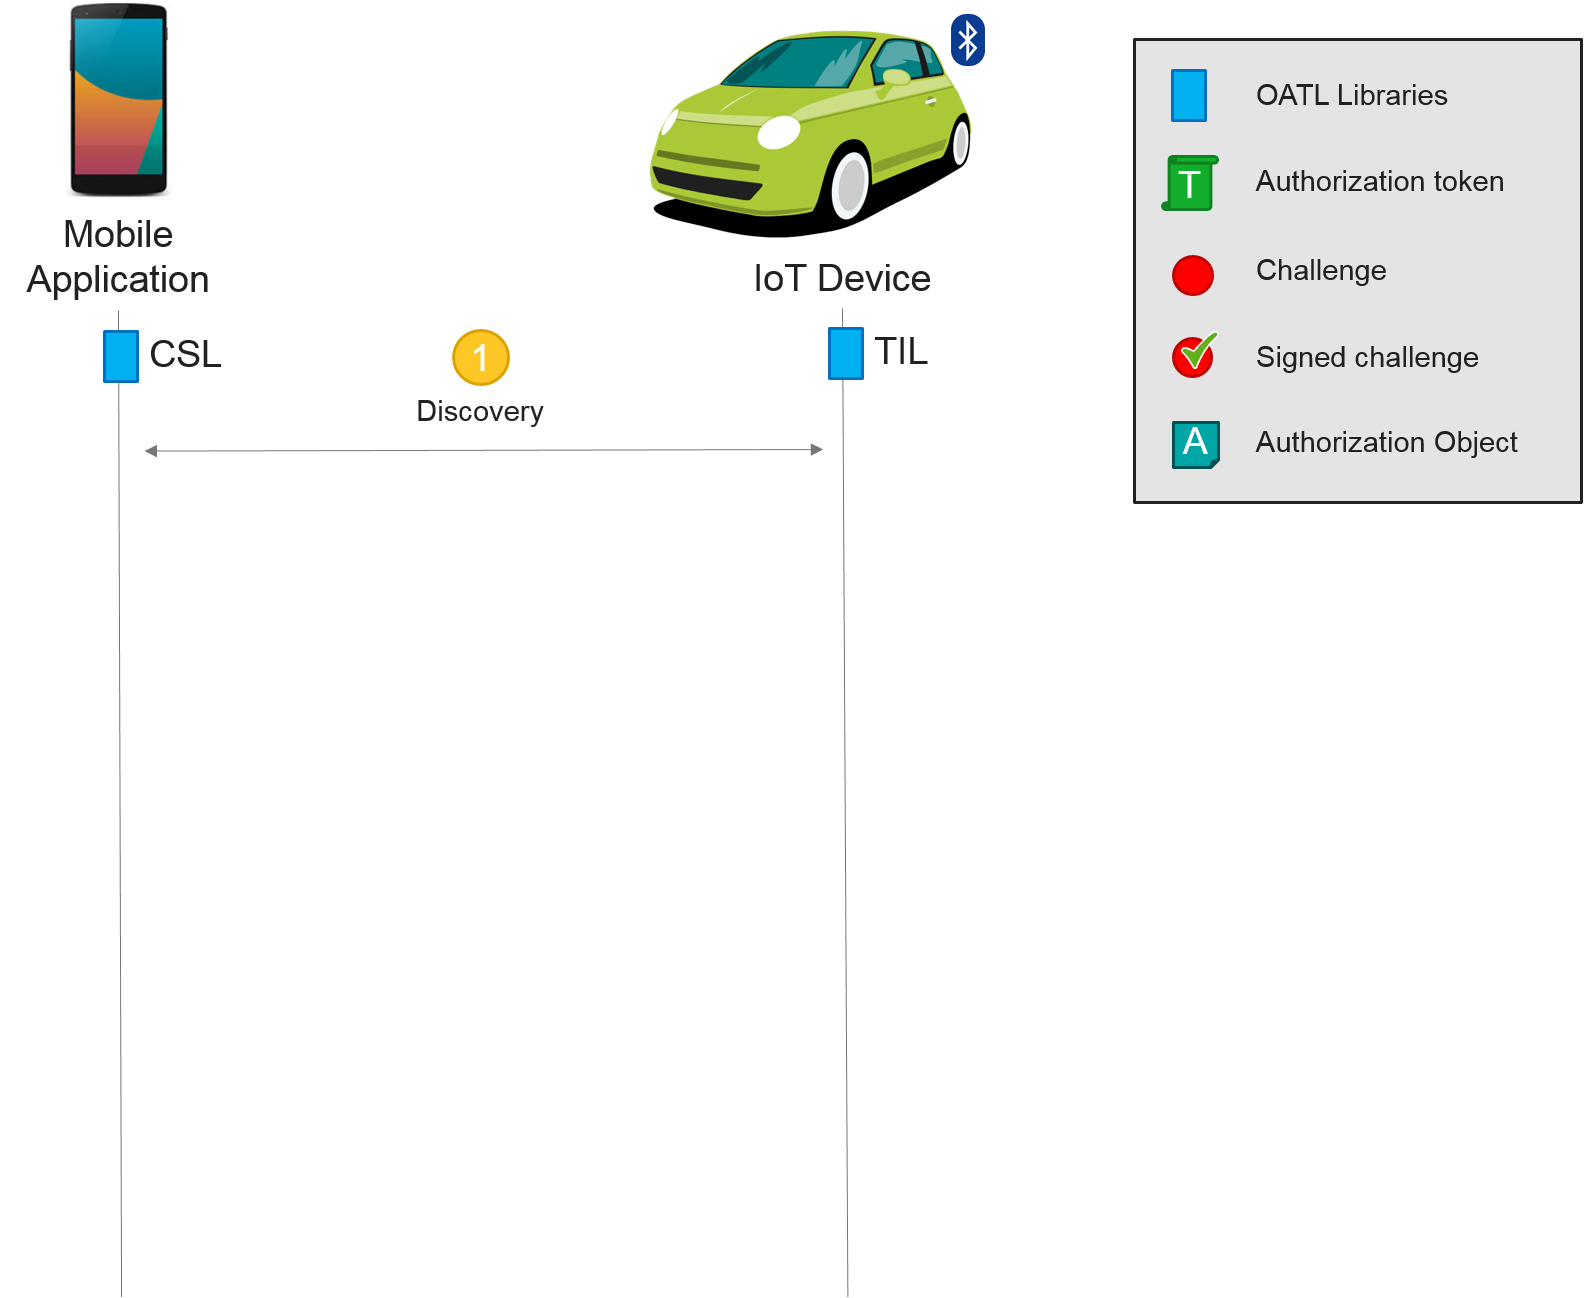 Mobile
Application
IoT Device
CSL
1
TIL
Discovery
OATL Libraries
T
Authorization token
Challenge
Signed challenge
A
Authorization Object